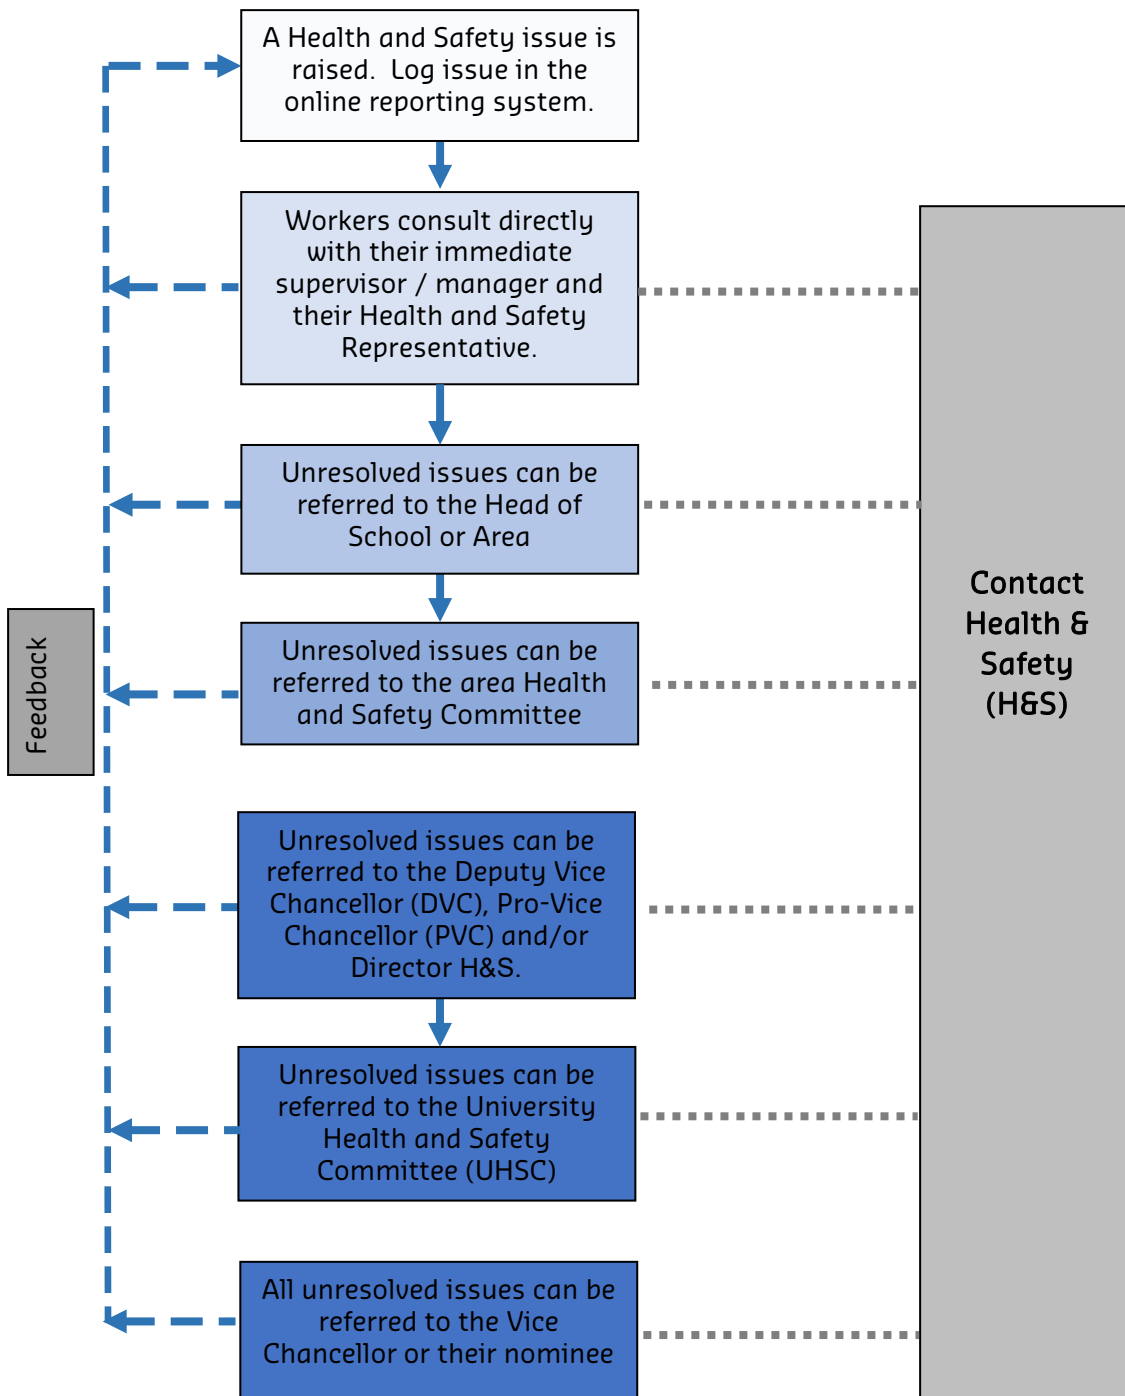 A Health and Safety issue is
raised.  Log issue in the
online reporting system.
Workers consult directly
with their immediate
supervisor / manager and
their Health and Safety
Representative.
Unresolved issues can be
referred to the Head of
School or Area
Unresolved issues can be
referred to the area Health
and Safety Committee
Unresolved issues can be
referred to the Deputy Vice
Chancellor (DVC), Pro-Vice
Chancellor (PVC) and/or
Director H&S.
Unresolved issues can be
referred to the University
Health and Safety
Committee (UHSC)
All unresolved issues can be
referred to the Vice
Chancellor or their nominee
Feedback
Contact
Health &
Safety
(H&S)